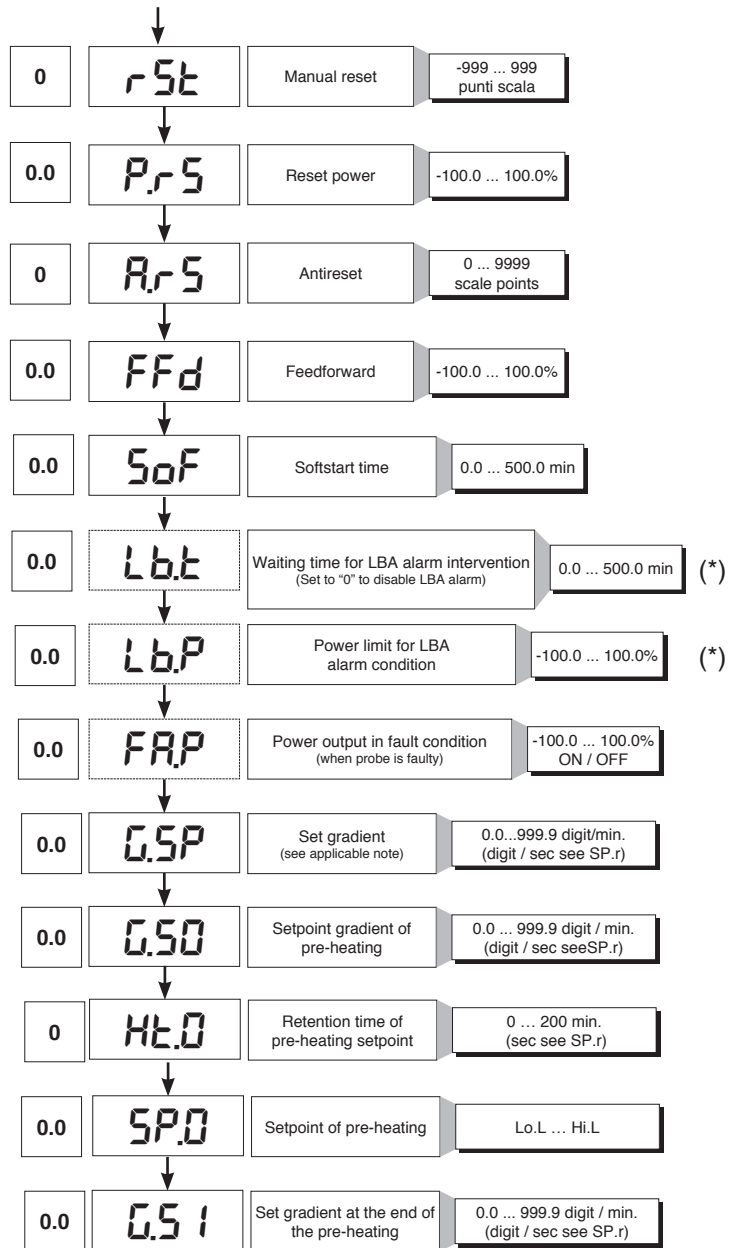 0
rSt
Manual reset
-999 ... 999
punti scala
0.0
P.rS
Reset power
-100.0 ... 100.0%
0
A.rS
Antireset
0 ... 9999
scale points
0.0
FFd
Feedforward
-100.0 ... 100.0%
0.0
SoF
Softstart time
0.0 ... 500.0 min
0.0
Lb.t
Waiting time for LBA alarm intervention
(Set to “0” to disable LBA alarm)
0.0 ... 500.0 min
(*)
0.0
Lb.P
Power limit for LBA
alarm condition
-100.0 ... 100.0%
(*)
0.0
FA.P
Power output in fault condition
(when probe is faulty)
-100.0 ... 100.0%
ON / OFF
0.0
G.SP
Set gradient
(see applicable note)
0.0...999.9 digit/min.
(digit / sec see SP.r)
0.0
G.S0
Setpoint gradient of
pre-heating
0.0 ... 999.9 digit / min.
(digit / sec seeSP.r)
0
Ht.0
Retention time of
pre-heating setpoint
0 … 200 min.
(sec see SP.r)
0.0
SP.0
Setpoint of pre-heating
Lo.L … Hi.L
0.0
G.S1
Set gradient at the end of
the pre-heating
0.0 ... 999.9 digit / min.
(digit / sec see SP.r)